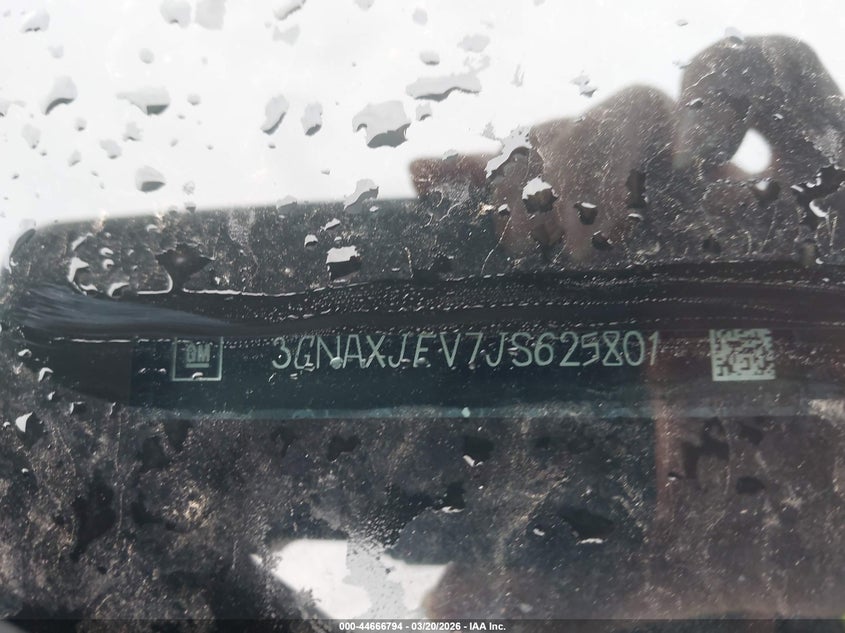 GM 3GNAXJEV7JS625801
000-44666794 - 03/20/2026 - IAA Inc.